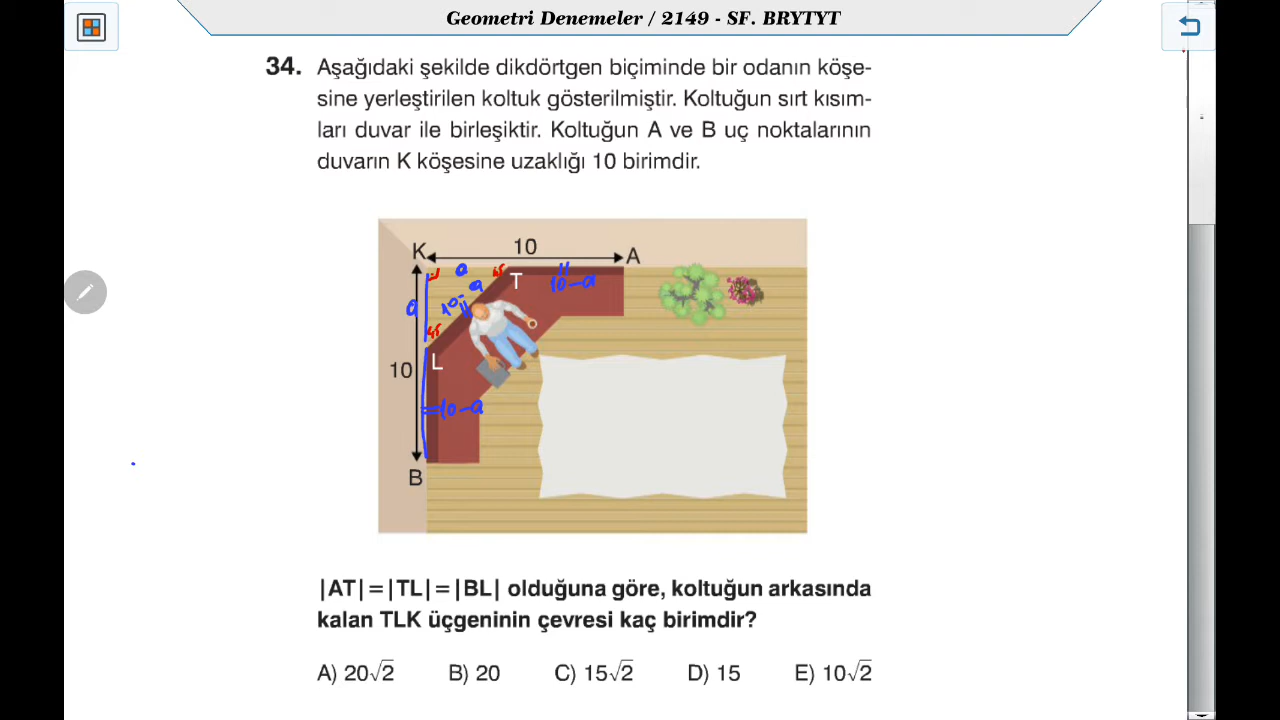 Geometri Denemeler / 2149 - SF. BRYTYT
34. Aşağıdaki şekilde dikdörtgen biçiminde bir odanın köşe-
sine yerleştirilen koltuk gösterilmiştir. Koltuğun sırt kısım-
ları duvar ile birleşiktir. Koltuğun A ve B uç noktalarının
duvarın K köşesine uzaklığı 10 birimdir.
K 10 A
a 45 T 10-a
a 10-a
45
L
10
10-a
B
|AT|=|TL|=|BL| olduğuna göre, koltuğun arkasında
kalan TLK üçgeninin çevresi kaç birimdir?
A) 20√2 B) 20 C) 15√2 D) 15 E) 10√2